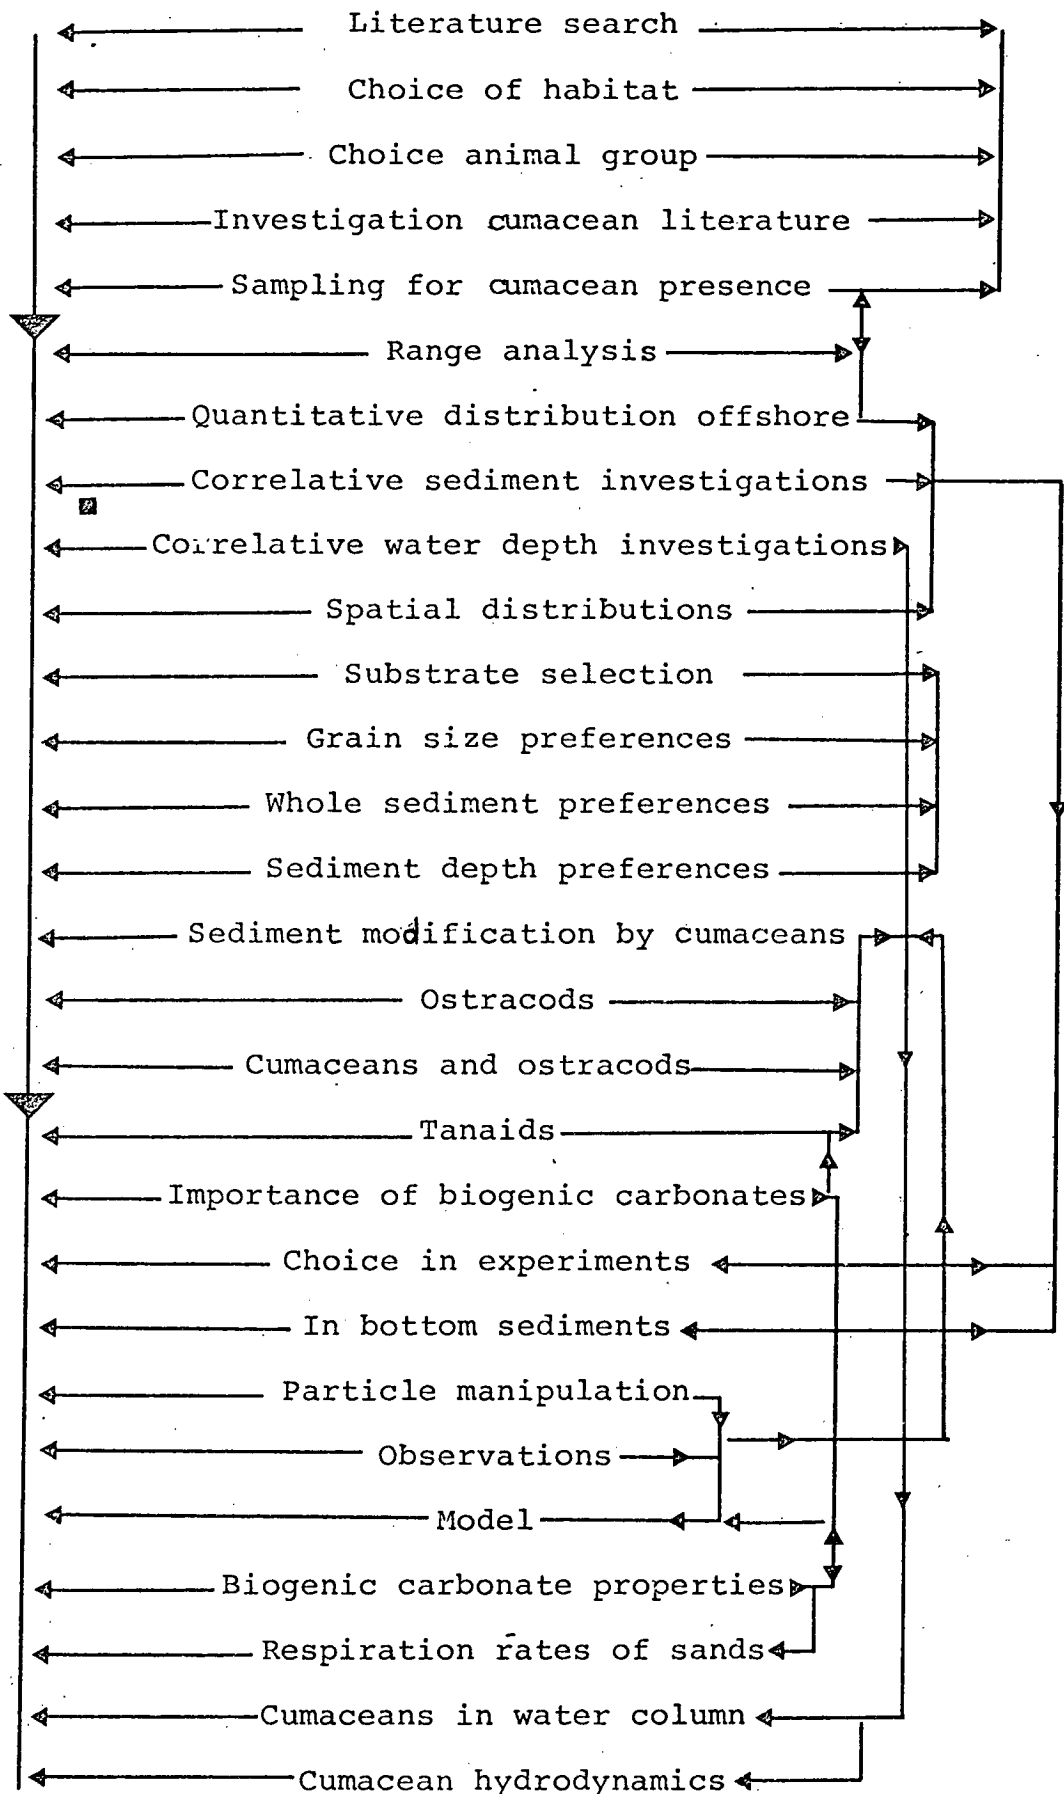 Literature search
Choice of habitat
Choice animal group
Investigation cumacean literature
Sampling for cumacean presence
Range analysis
Quantitative distribution offshore
Correlative sediment investigations
Correlative water depth investigations
Spatial distributions
Substrate selection
Grain size preferences
Whole sediment preferences
Sediment depth preferences
Sediment modification by cumaceans
Ostracods
Cumaceans and ostracods
Tanaids
Importance of biogenic carbonates
Choice in experiments
In bottom sediments
Particle manipulation
Observations
Model
Biogenic carbonate properties
Respiration rates of sands
Cumaceans in water column
Cumacean hydrodynamics